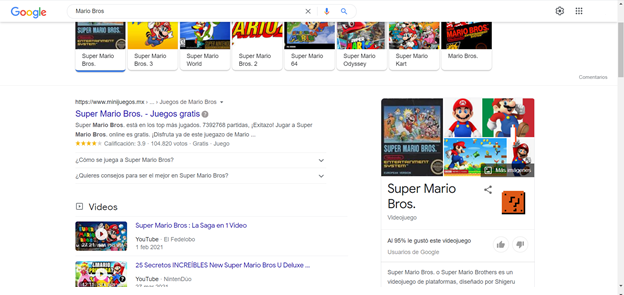 Google
Mario Bros
Super Mario Bros.
Super Mario Bros. 3
Super Mario World
Super Mario Bros. 2
Super Mario 64
Super Mario Odyssey
Super Mario Kart
Mario Bros.
Comentarios
https://www.minijuegos.mx › ... › Juegos de Mario Bros
Super Mario Bros. - Juegos gratis
Super Mario Bros. está en los top más jugados. 7392768 partidas, ¡Exitazo! Jugar a Super
Mario Bros. online es gratis. ¡Disfruta ya de este juegazo de Mario ...
Calificación: 3.9 · 104,820 votos · Gratis · Juego
¿Cómo se juega a Super Mario Bros?
¿Quieres consejos para ser el mejor en Super Mario Bros?
Videos
Super Mario Bros : La Saga en 1 Video
YouTube · El Fedelobo
1 feb 2021
25 Secretos INCREÍBLES New Super Mario Bros U Deluxe ...
YouTube · NintenDúo
Más imágenes
Super Mario
Bros.
Videojuego
Al 95% le gustó este videojuego
Usuarios de Google
Super Mario Bros. o Super Mario Brothers es un
videojuego de plataformas, diseñado por Shigeru